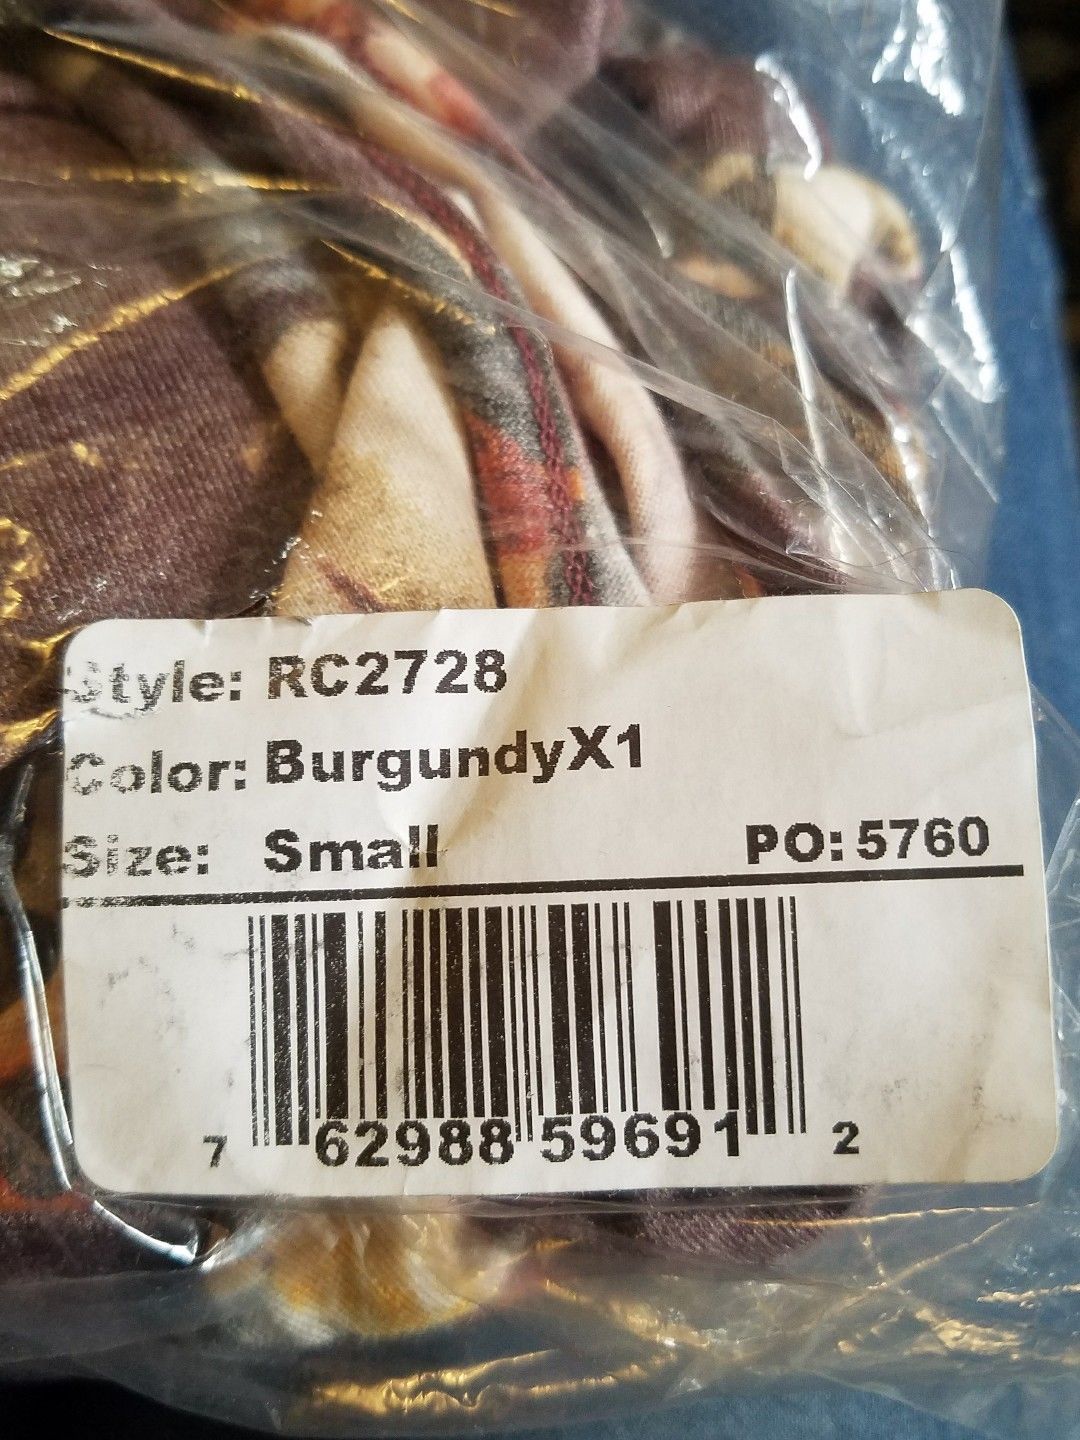 Style: RC2728
Color: BurgundyX1
Size: Small PO: 5760
7 62988 59691 2